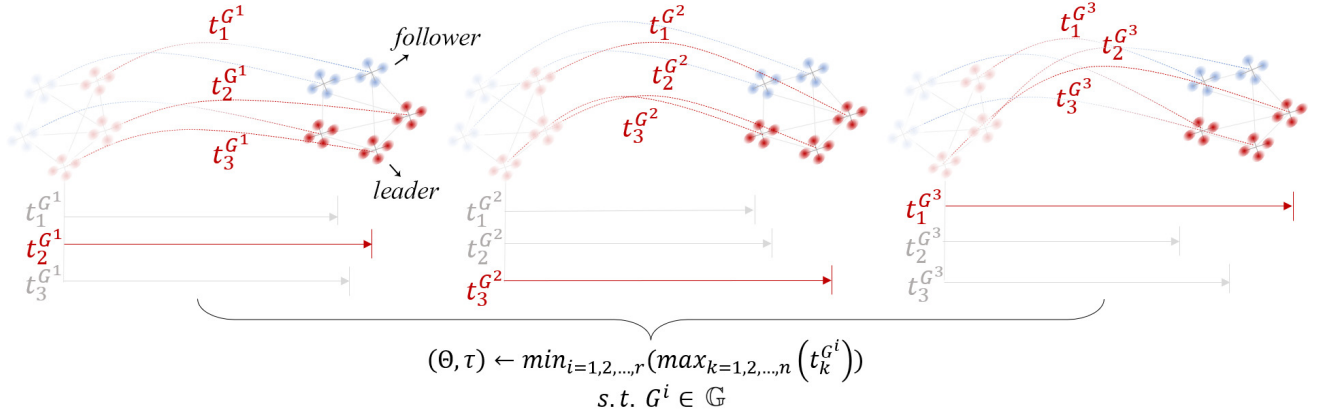 t_1^{G^1}
follower
t_2^{G^1}
t_3^{G^1}
leader
t_1^{G^1}
t_2^{G^1}
t_3^{G^1}
t_1^{G^2}
t_2^{G^2}
t_3^{G^2}
t_1^{G^2}
t_2^{G^2}
t_3^{G^2}
t_1^{G^3}
t_2^{G^3}
t_3^{G^3}
t_1^{G^3}
t_2^{G^3}
t_3^{G^3}
(Θ, τ) ← min_{i=1,2,...,r}(max_{k=1,2,...,n}(t_k^{G^i}))
s. t. G^i ∈ 𝔾